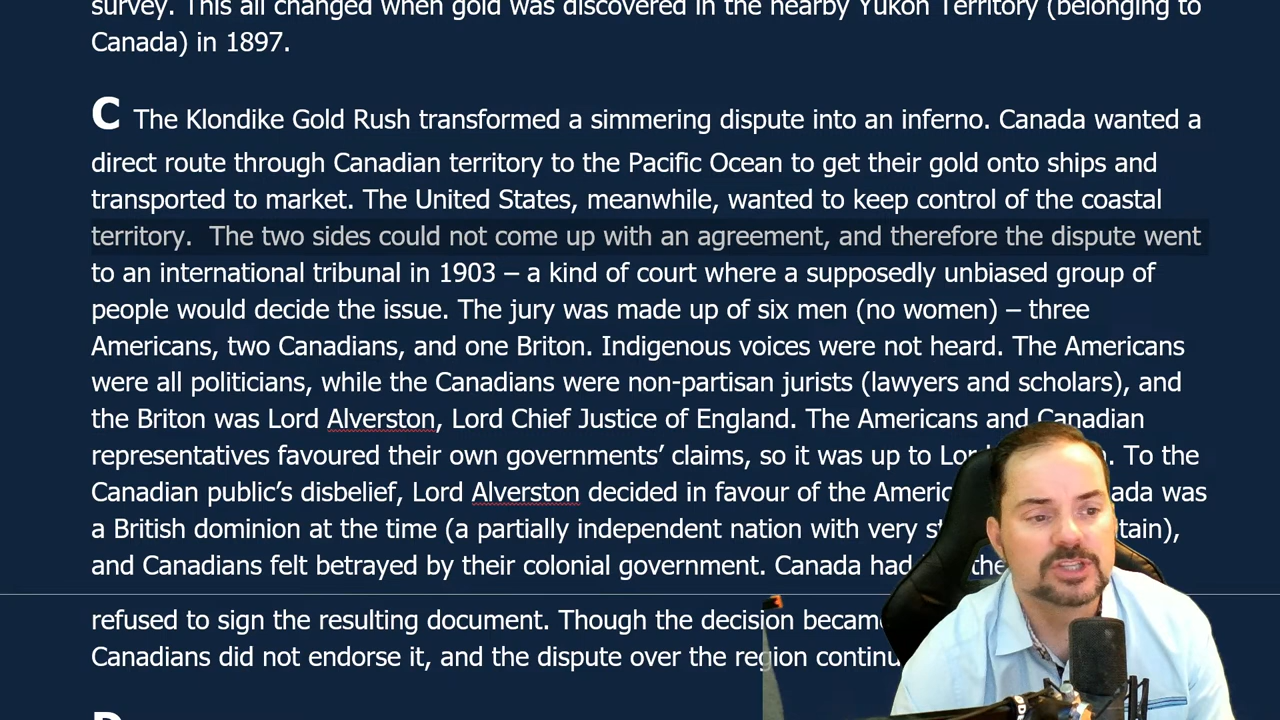 survey. This all changed when gold was discovered in the nearby Yukon Territory (belonging to
Canada) in 1897.
C The Klondike Gold Rush transformed a simmering dispute into an inferno. Canada wanted a
direct route through Canadian territory to the Pacific Ocean to get their gold onto ships and
transported to market. The United States, meanwhile, wanted to keep control of the coastal
territory. The two sides could not come up with an agreement, and therefore the dispute went
to an international tribunal in 1903 – a kind of court where a supposedly unbiased group of
people would decide the issue. The jury was made up of six men (no women) – three
Americans, two Canadians, and one Briton. Indigenous voices were not heard. The Americans
were all politicians, while the Canadians were non-partisan jurists (lawyers and scholars), and
the Briton was Lord Alverston, Lord Chief Justice of England. The Americans and Canadian
representatives favoured their own governments’ claims, so it was up to To the
Canadian public’s disbelief, Lord Alverston decided in favour of the was
a British dominion at the time (a partially independent nation with very
and Canadians felt betrayed by their colonial government. Canada had
refused to sign the resulting document. Though the decision
Canadians did not endorse it, and the dispute over the region